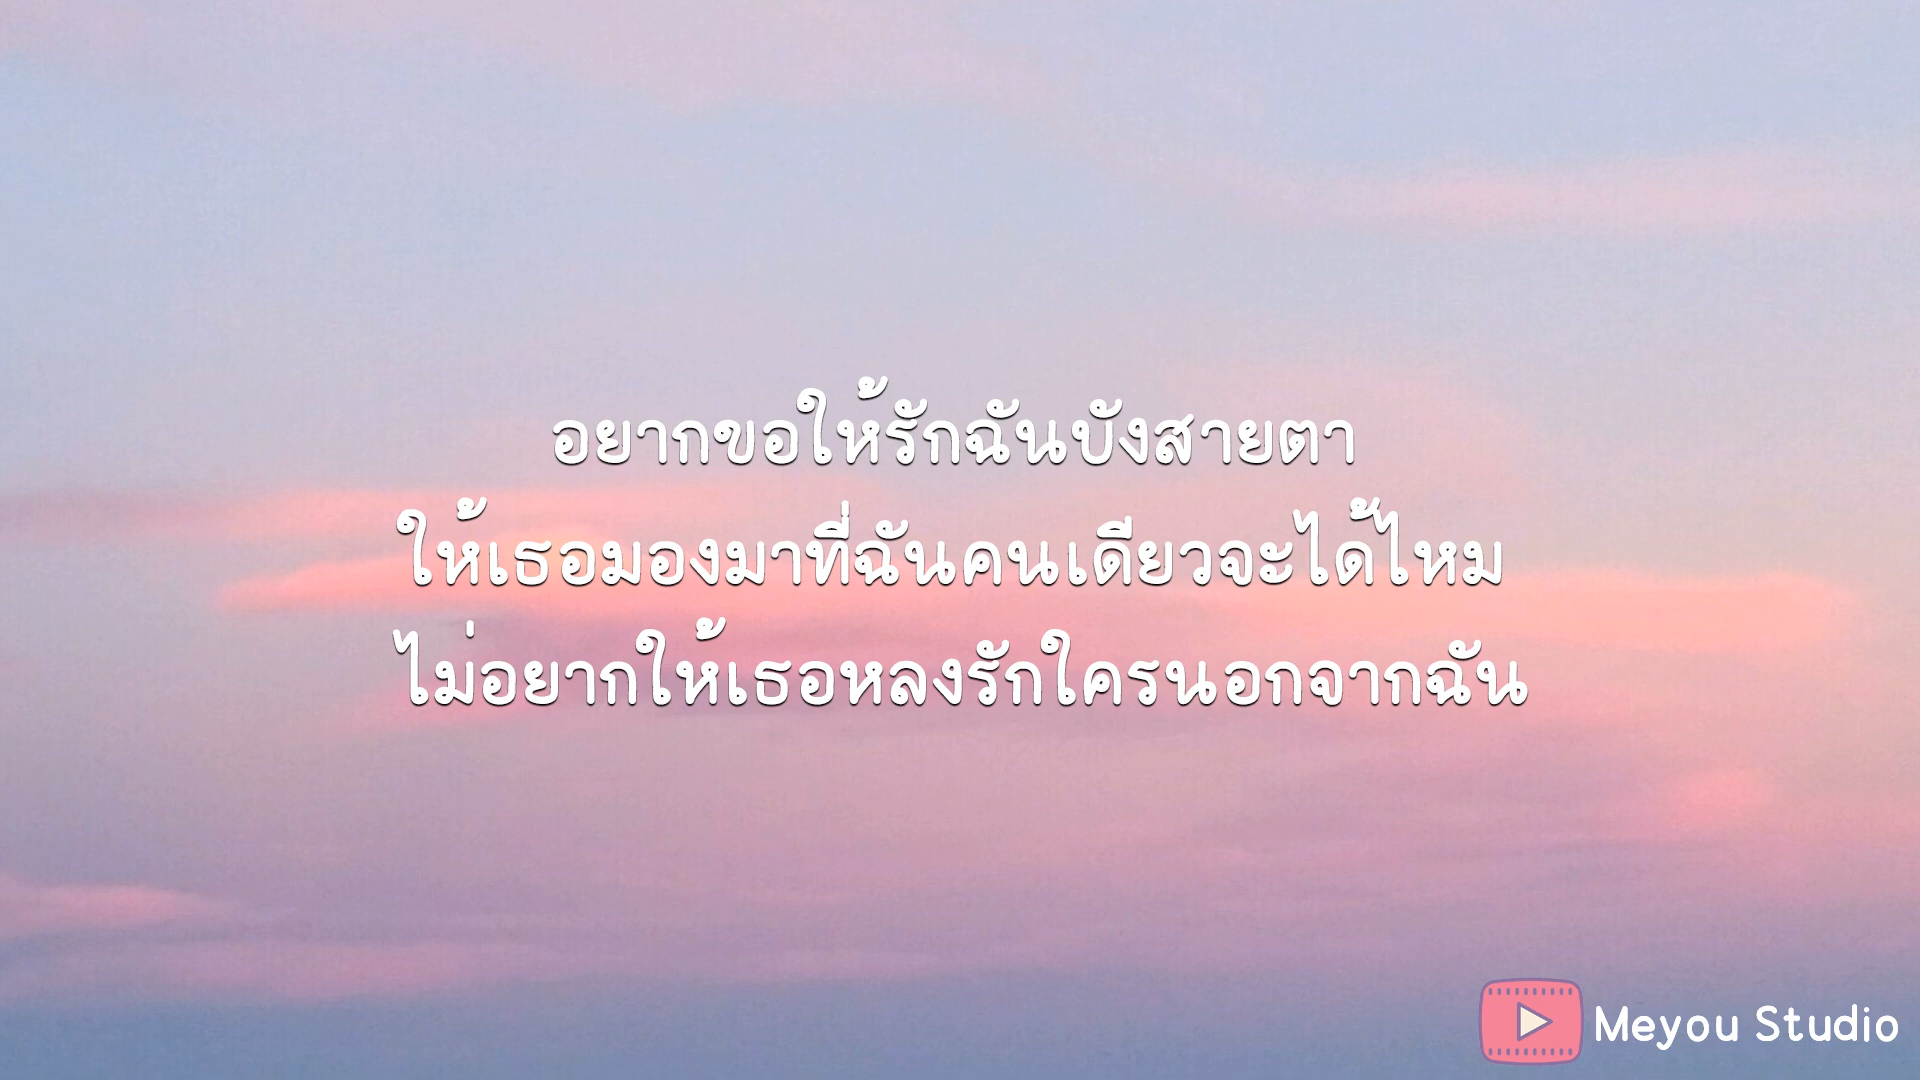 อยากขอให้รักฉันบังสายตา
ให้เธอมองมาที่ฉันคนเดียวจะได้ไหม
ไม่อยากให้เธอหลงรักใครนอกจากฉัน
Meyou Studio